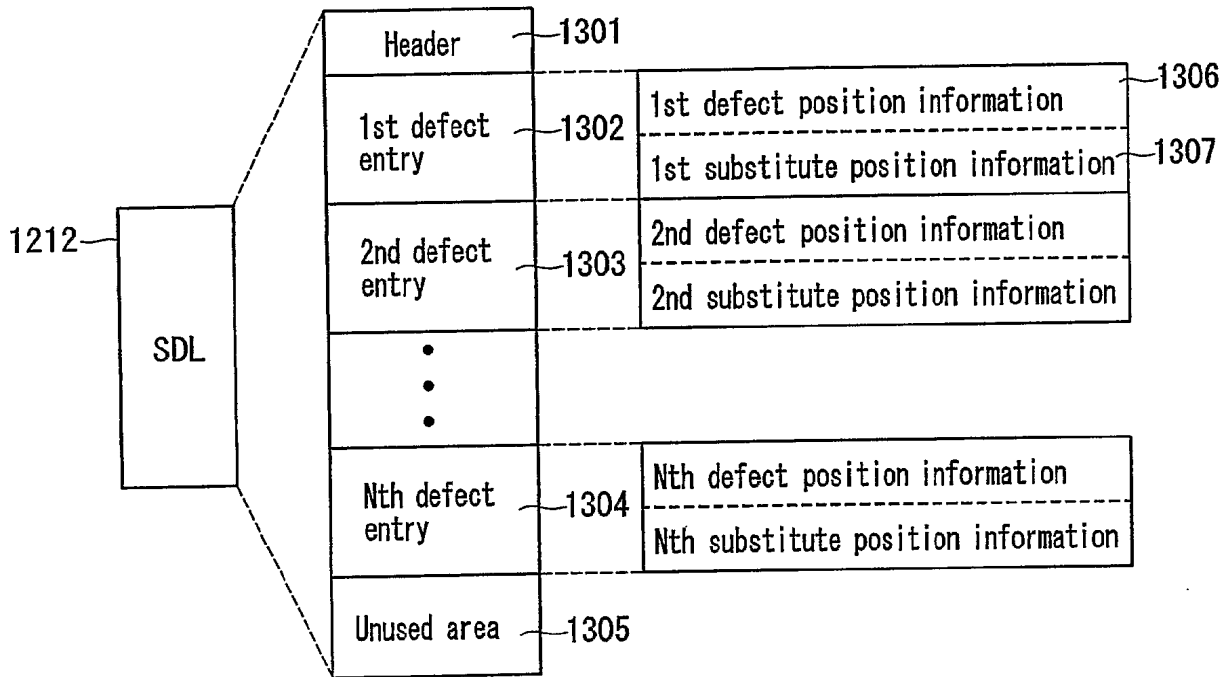 Header
1301
1st defect
entry
1302
1st defect position information
1306
1st substitute position information
1307
1212
SDL
2nd defect
entry
1303
2nd defect position information
2nd substitute position information
Nth defect
entry
1304
Nth defect position information
Nth substitute position information
Unused area
1305